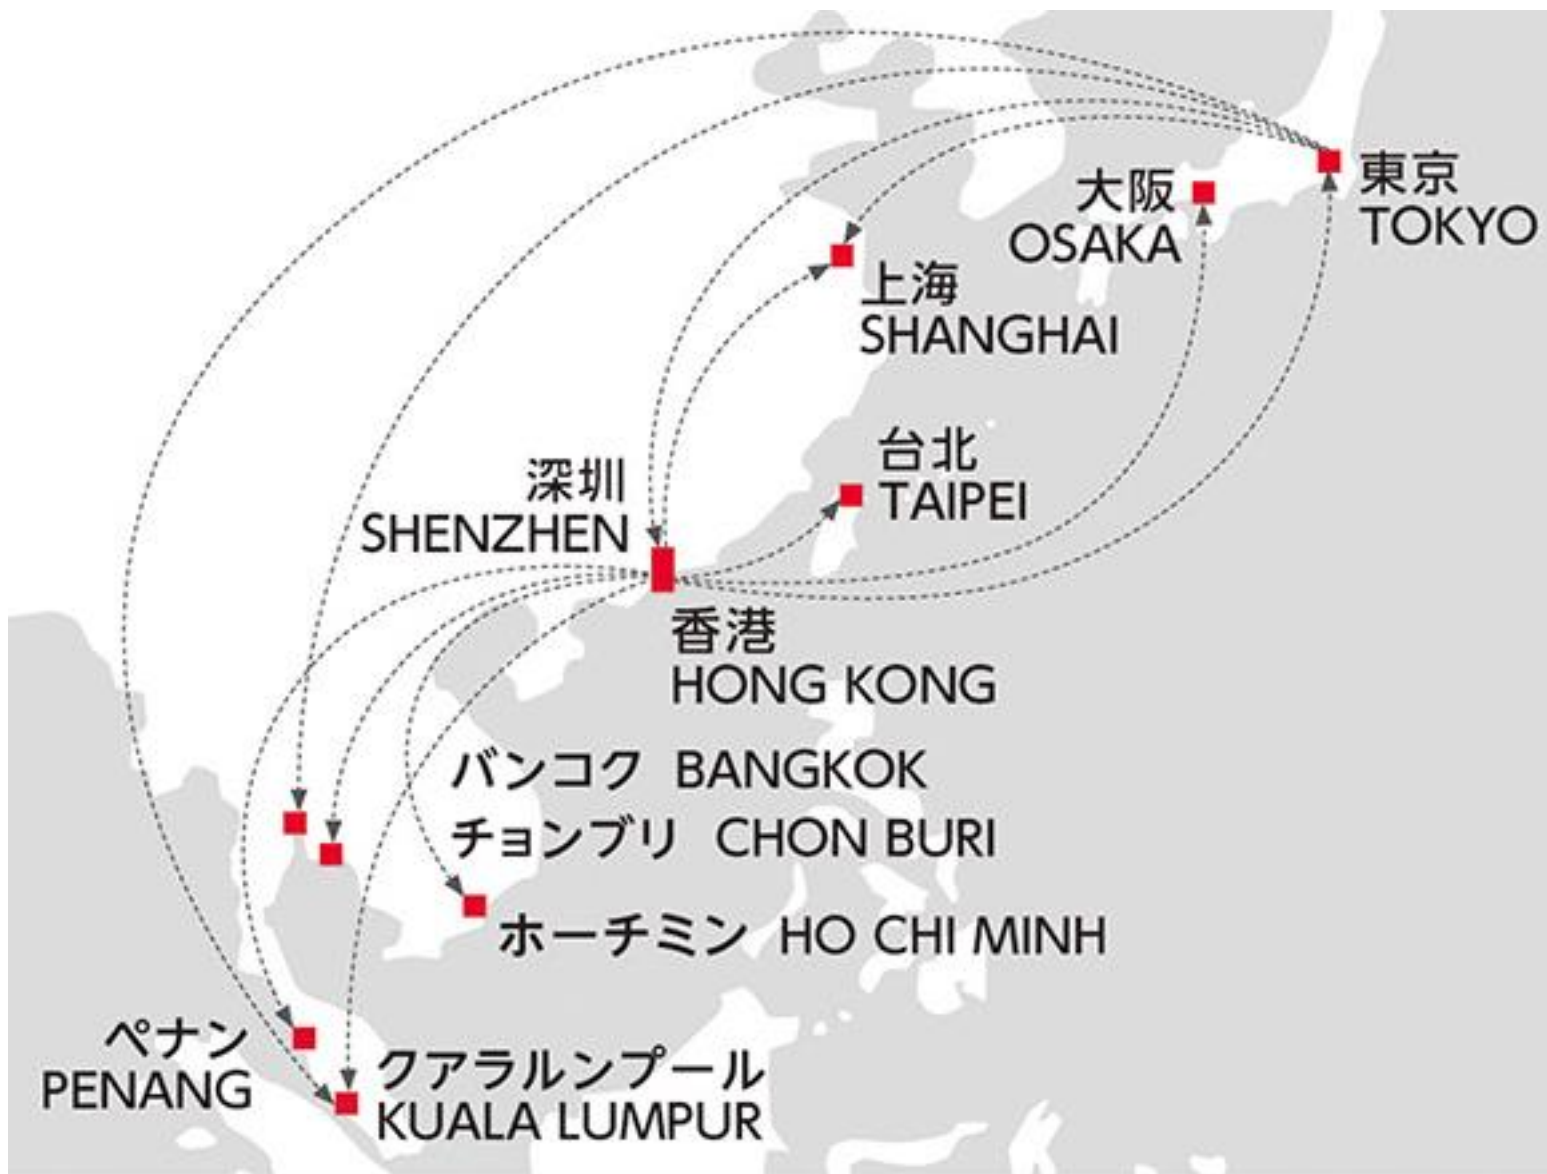 東京
TOKYO
大阪
OSAKA
上海
SHANGHAI
台北
TAIPEI
深圳
SHENZHEN
香港
HONG KONG
バンコク BANGKOK
チョンブリ CHON BURI
ホーチミン HO CHI MINH
ペナン
PENANG
クアラルンプール
KUALA LUMPUR